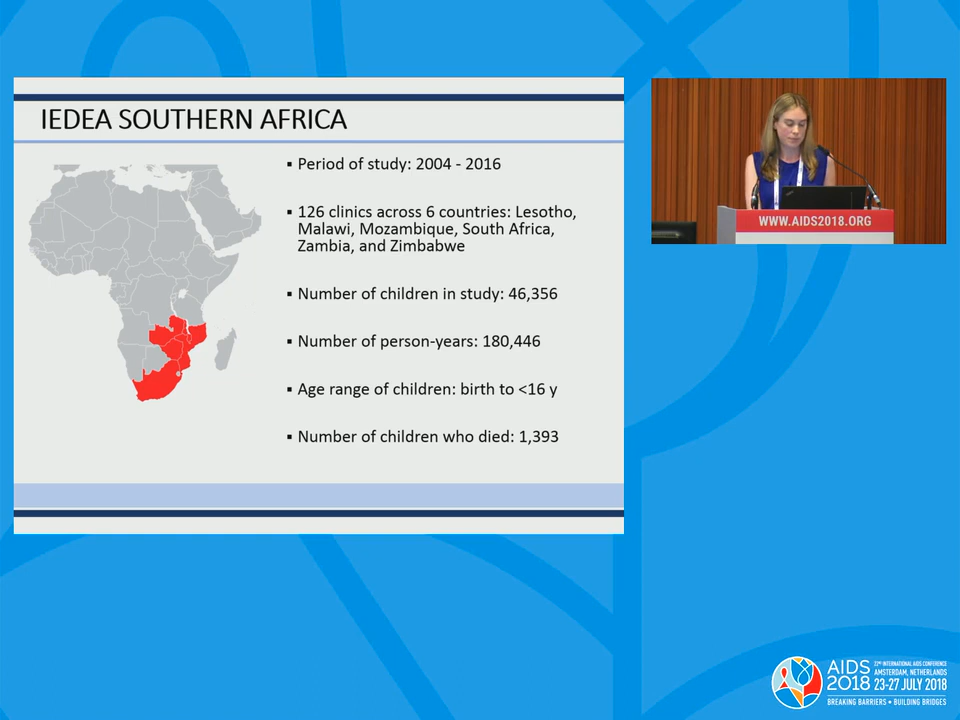 IEDEA SOUTHERN AFRICA
▪ Period of study: 2004 - 2016
▪ 126 clinics across 6 countries: Lesotho,
Malawi, Mozambique, South Africa,
Zambia, and Zimbabwe
▪ Number of children in study: 46,356
▪ Number of person-years: 180,446
▪ Age range of children: birth to <16 y
▪ Number of children who died: 1,393
WWW.AIDS2018.ORG
AIDS
2018
22ND INTERNATIONAL AIDS CONFERENCE
AMSTERDAM, NETHERLANDS
23-27 JULY 2018
BREAKING BARRIERS • BUILDING BRIDGES